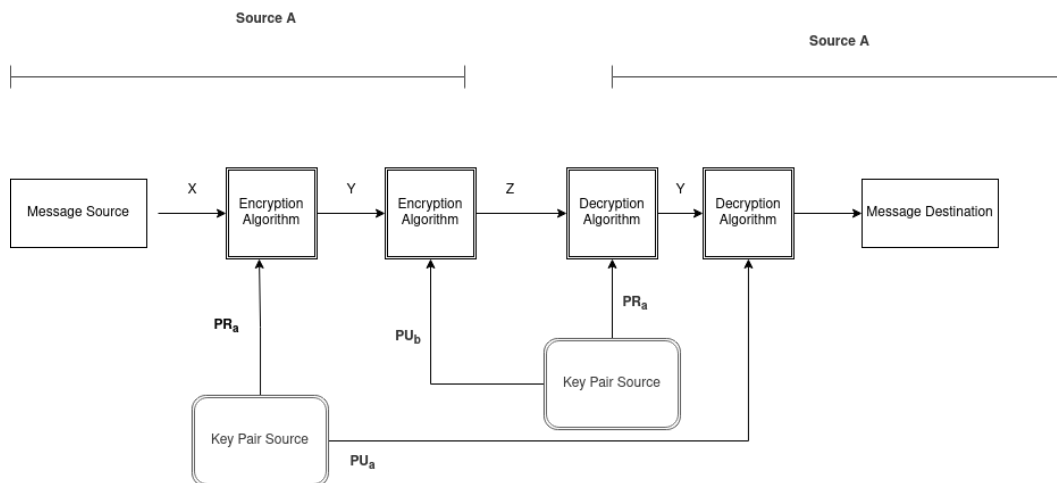 Source A
Source A
Message Source
X
Encryption
Algorithm
Y
Encryption
Algorithm
Z
Decryption
Algorithm
Y
Decryption
Algorithm
Message Destination
PRₐ
PU_b
PRₐ
Key Pair Source
Key Pair Source
PUₐ